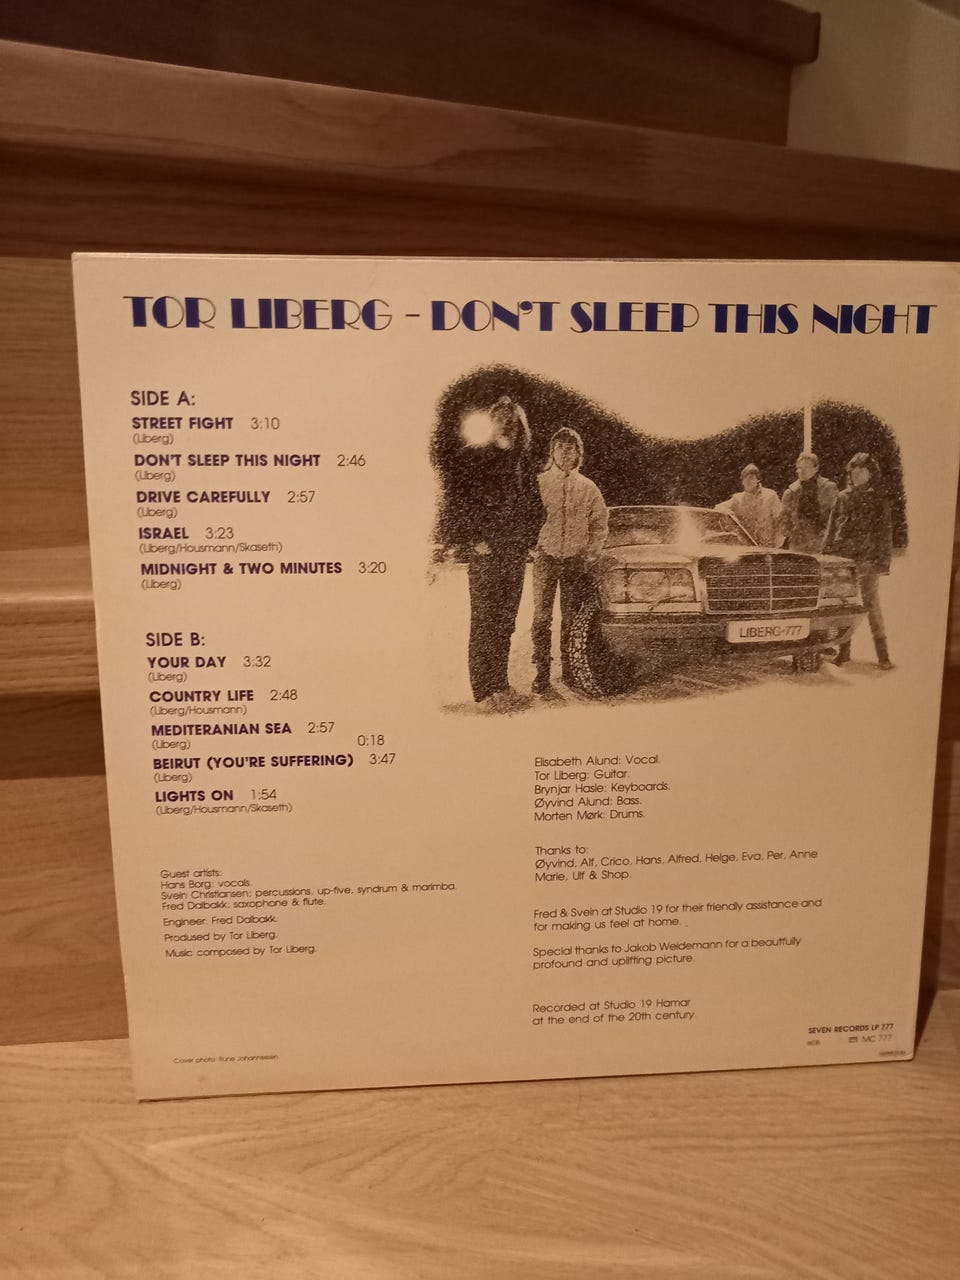 TOR LIBERG - DON'T SLEEP THIS NIGHT
SIDE A:
STREET FIGHT 3:10
(Liberg)
DON'T SLEEP THIS NIGHT 2:46
(Liberg)
DRIVE CAREFULLY 2:57
(Liberg)
ISRAEL 3:23
(Liberg/Housmann/Skaseth)
MIDNIGHT & TWO MINUTES 3:20
(Liberg)
SIDE B:
YOUR DAY 3:32
(Liberg)
COUNTRY LIFE 2:48
(Liberg/Housmann)
MEDITERANIAN SEA 2:57
(Liberg)
0:18
BEIRUT (YOU'RE SUFFERING) 3:47
(Liberg)
LIGHTS ON 1:54
(Liberg/Housmann/Skaseth)
Guest artists:
Hans Borg: vocals.
Svein Christiansen: percussions, up-five, syndrum & marimba.
Fred Dalbakk: saxophone & flute.
Engineer: Fred Dalbakk.
Prodused by Tor Liberg.
Music composed by Tor Liberg.
Cover photo: Rune Johannessen
LIBERG-777
Elisabeth Alund: Vocal.
Tor Liberg: Guitar.
Brynjar Hasle: Keyboards.
Øyvind Alund: Bass.
Morten Mørk: Drums.
Thanks to:
Øyvind, Alf, Crico, Hans, Alfred, Helge, Eva, Per, Anne
Marie, Ulf & Shop.
Fred & Svein at Studio 19 for their friendly assistance and
for making us feel at home.
Special thanks to Jakob Weidemann for a beautfully
profound and uplifting picture.
Recorded at Studio 19 Hamar
at the end of the 20th century.
SEVEN RECORDS LP 777
MC 777